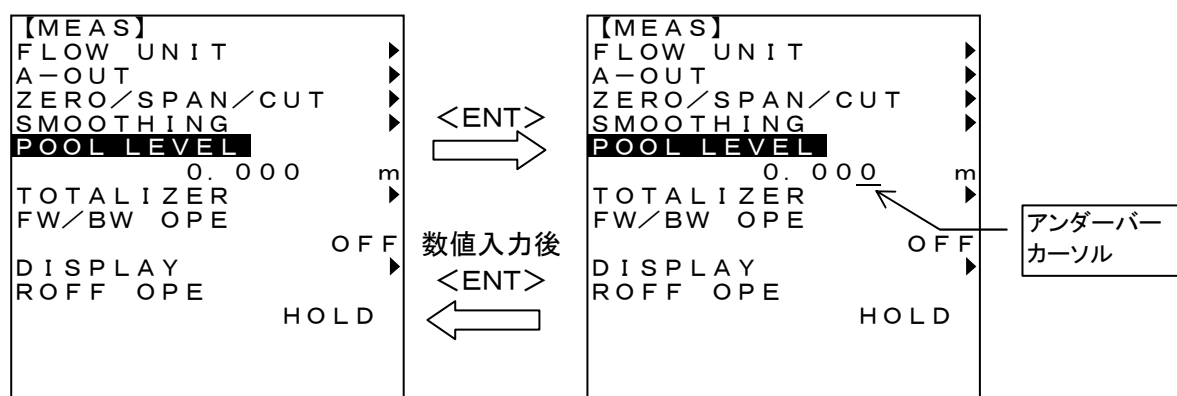 【MEAS】
FLOW UNIT ▶
A－OUT ▶
ZERO／SPAN／CUT ▶
SMOOTHING ▶
POOL LEVEL
0.000 m
TOTALIZER ▶
FW／BW OPE
OFF
DISPLAY ▶
ROFF OPE
HOLD
＜ENT＞
数値入力後
＜ENT＞
【MEAS】
FLOW UNIT ▶
A－OUT ▶
ZERO／SPAN／CUT ▶
SMOOTHING ▶
POOL LEVEL
0.000 m
TOTALIZER ▶
FW／BW OPE
OFF
DISPLAY ▶
ROFF OPE
HOLD
アンダーバー
カーソル